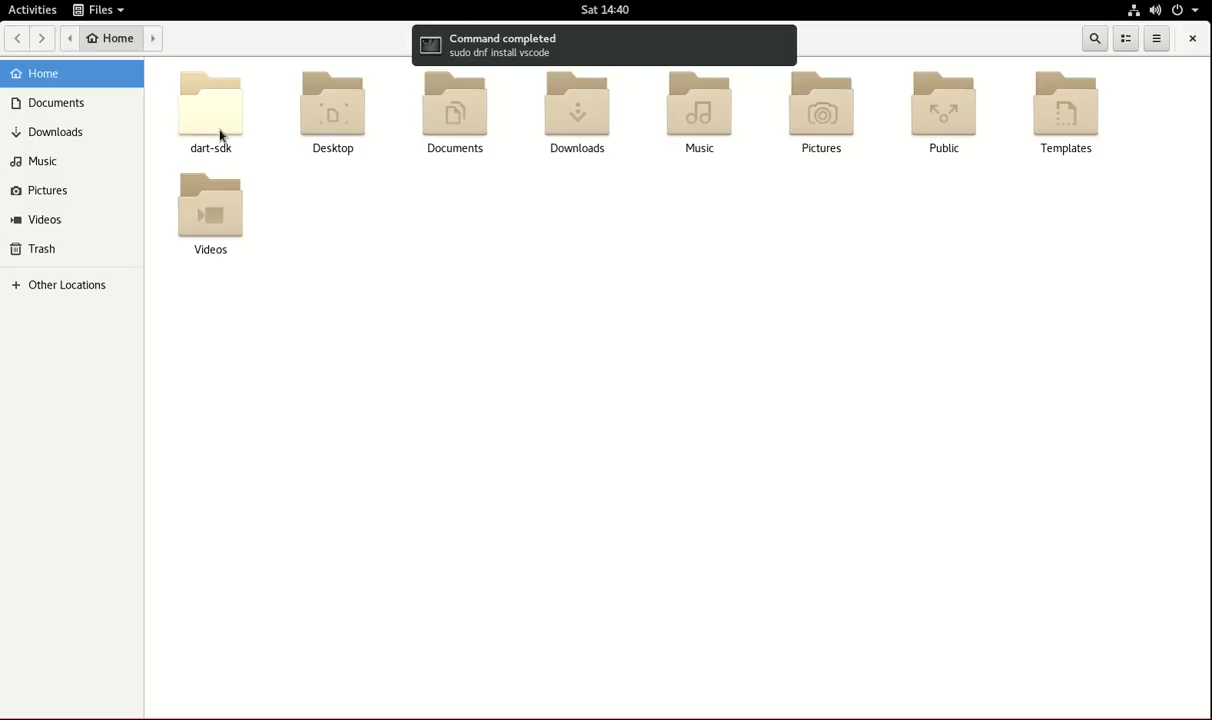 Activities Files Sat 14:40
Home
Command completed
sudo dnf install vscode
Home
Documents
Downloads
Music
Pictures
Videos
Trash
Other Locations
dart-sdk Desktop Documents Downloads Music Pictures Public Templates
Videos